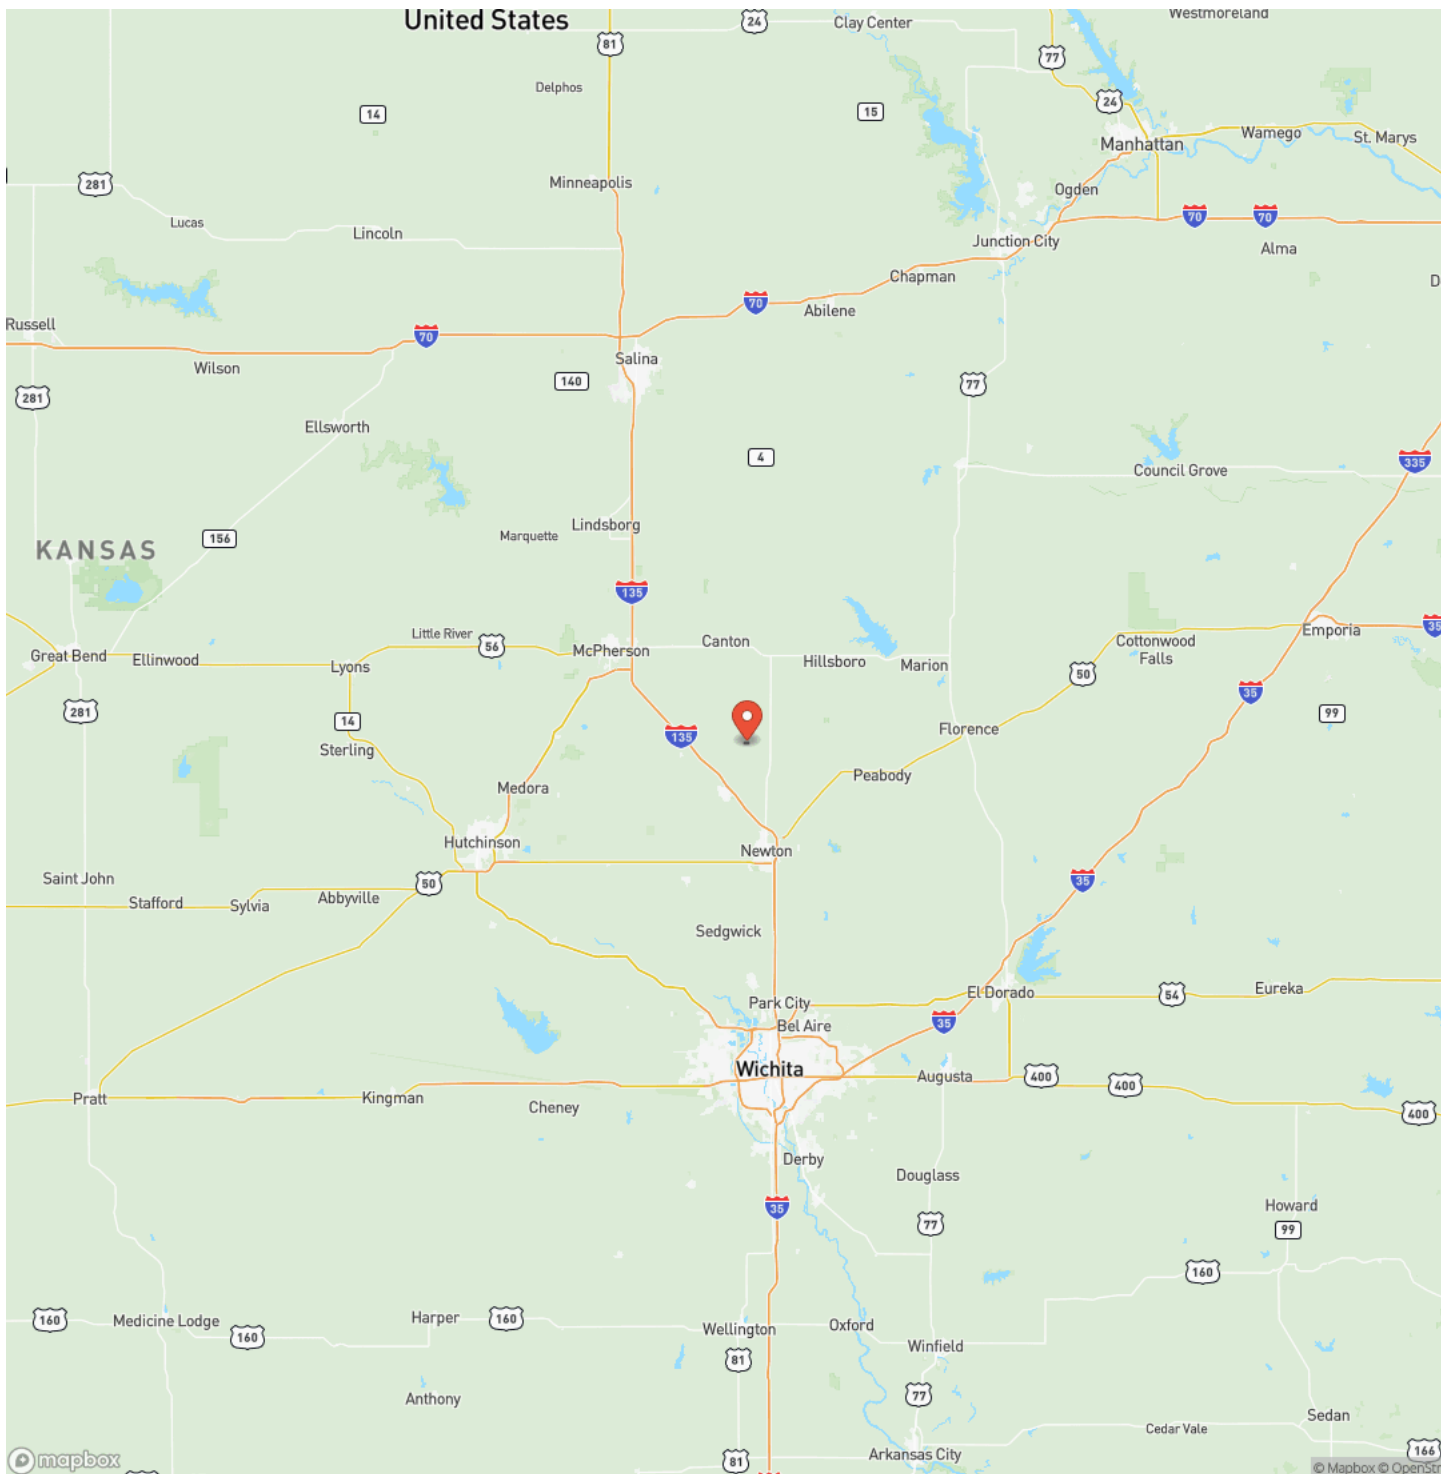 United States
Westmoreland
24
Clay Center
81
77
Delphos
24
14
15
Manhattan
Wamego
St. Marys
Minneapolis
281
Ogden
Lucas
70
70
Lincoln
Junction City
Alma
Chapman
D
70
Abilene
Russell
70
Salina
Wilson
140
77
281
Ellsworth
4
335
Council Grove
Lindsborg
Marquette
156
KANSAS
135
Little River
56
Canton
Cottonwood
Falls
Emporia
35
McPherson
Great Bend
Ellinwood
Lyons
Hillsboro
Marion
50
35
281
14
99
135
Sterling
Florence
Peabody
Medora
Hutchinson
Newton
Saint John
50
35
Stafford
Sylvia
Abbyville
Sedgwick
El Dorado
54
Eureka
Park City
Bel Aire
35
Wichita
Augusta
400
400
400
Pratt
Kingman
Cheney
Derby
Douglass
35
77
Howard
99
160
160
Medicine Lodge
160
Harper
160
Wellington
Oxford
Winfield
81
77
Anthony
Sedan
Cedar Vale
mapbox
81
Arkansas City
166
© Mapbox © OpenStr